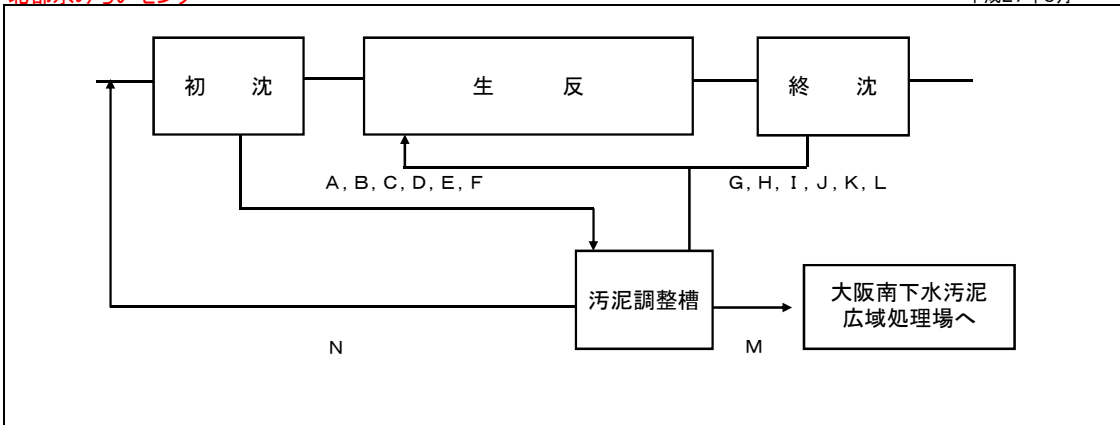 初 沈
生 反
終 沈
A, B, C, D, E, F
G, H, I, J, K, L
汚泥調整槽
大阪南下水汚泥
広域処理場へ
N
M